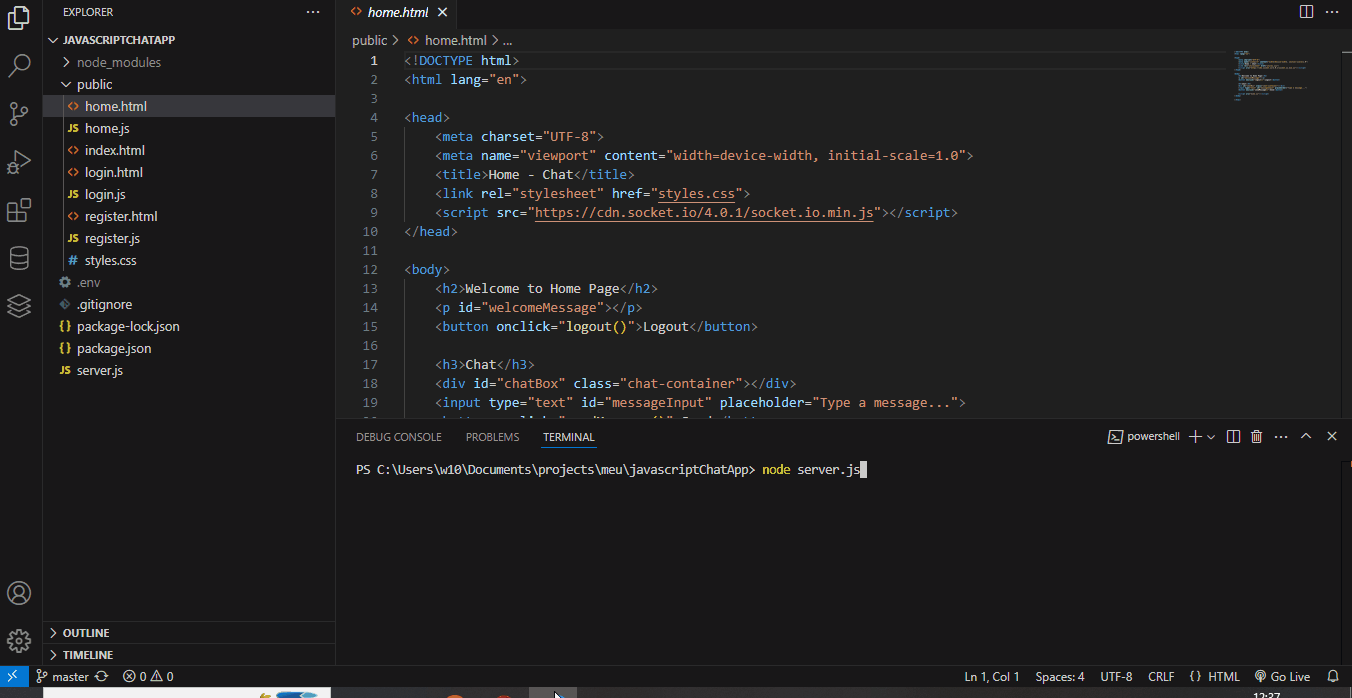 EXPLORER
JAVASCRIPTCHATAPP
node_modules
public
home.html
JS home.js
index.html
login.html
JS login.js
register.html
JS register.js
# styles.css
.env
.gitignore
{} package-lock.json
{} package.json
JS server.js
OUTLINE
TIMELINE
home.html
public > home.html > ...
1 <!DOCTYPE html>
2 <html lang="en">
3
4 <head>
5 <meta charset="UTF-8">
6 <meta name="viewport" content="width=device-width, initial-scale=1.0">
7 <title>Home - Chat</title>
8 <link rel="stylesheet" href="styles.css">
9 <script src="https://cdn.socket.io/4.0.1/socket.io.min.js"></script>
10 </head>
11
12 <body>
13 <h2>Welcome to Home Page</h2>
14 <p id="welcomeMessage"></p>
15 <button onclick="logout()">Logout</button>
16
17 <h3>Chat</h3>
18 <div id="chatBox" class="chat-container"></div>
19 <input type="text" id="messageInput" placeholder="Type a message...">
DEBUG CONSOLE PROBLEMS TERMINAL
powershell
PS C:\Users\w10\Documents\projects\meu\javascriptChatApp> node server.js
master 0 0
Ln 1, Col 1 Spaces: 4 UTF-8 CRLF {} HTML Go Live